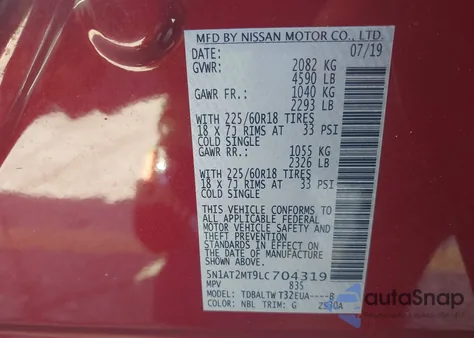 MFD BY NISSAN MOTOR CO., LTD.
DATE: 07/19
GVWR: 2082 KG
4590 LB
GAWR FR.: 1040 KG
2293 LB
WITH 225/60R18 TIRES
18 X 7J RIMS AT 33 PSI
COLD SINGLE
GAWR RR.: 1055 KG
2326 LB
WITH 225/60R18 TIRES
18 X 7J RIMS AT 33 PSI
COLD SINGLE
THIS VEHICLE CONFORMS TO
ALL APPLICABLE FEDERAL
MOTOR VEHICLE SAFETY AND
THEFT PREVENTION
STANDARDS IN EFFECT ON
THE DATE OF MANUFACTURE
SHOWN ABOVE.
5N1AT2MT9LC704319
MPV 835
MODEL: TDBALTW T32EUA----B
COLOR: NBL TRIM: G
autoSnap